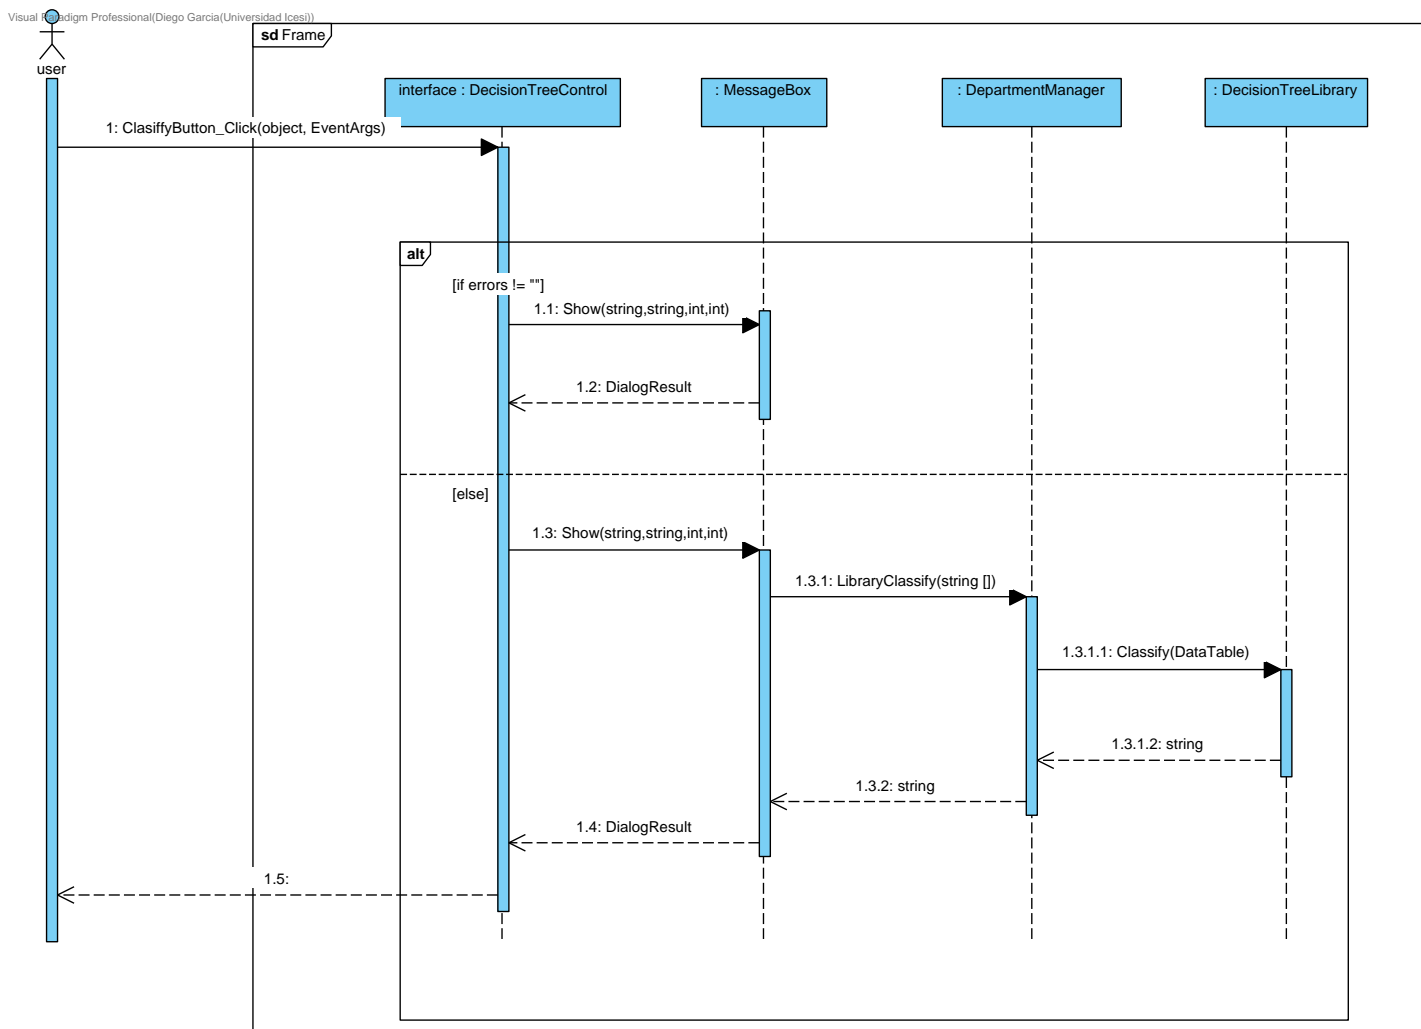 Visual Paradigm Professional(Diego Garcia(Universidad Icesi))
sd Frame
user
interface : DecisionTreeControl
: MessageBox
: DepartmentManager
: DecisionTreeLibrary
1: ClasiffyButton_Click(object, EventArgs)
alt
[if errors != ""]
1.1: Show(string,string,int,int)
1.2: DialogResult
[else]
1.3: Show(string,string,int,int)
1.3.1: LibraryClassify(string [])
1.3.1.1: Classify(DataTable)
1.3.1.2: string
1.3.2: string
1.4: DialogResult
1.5: